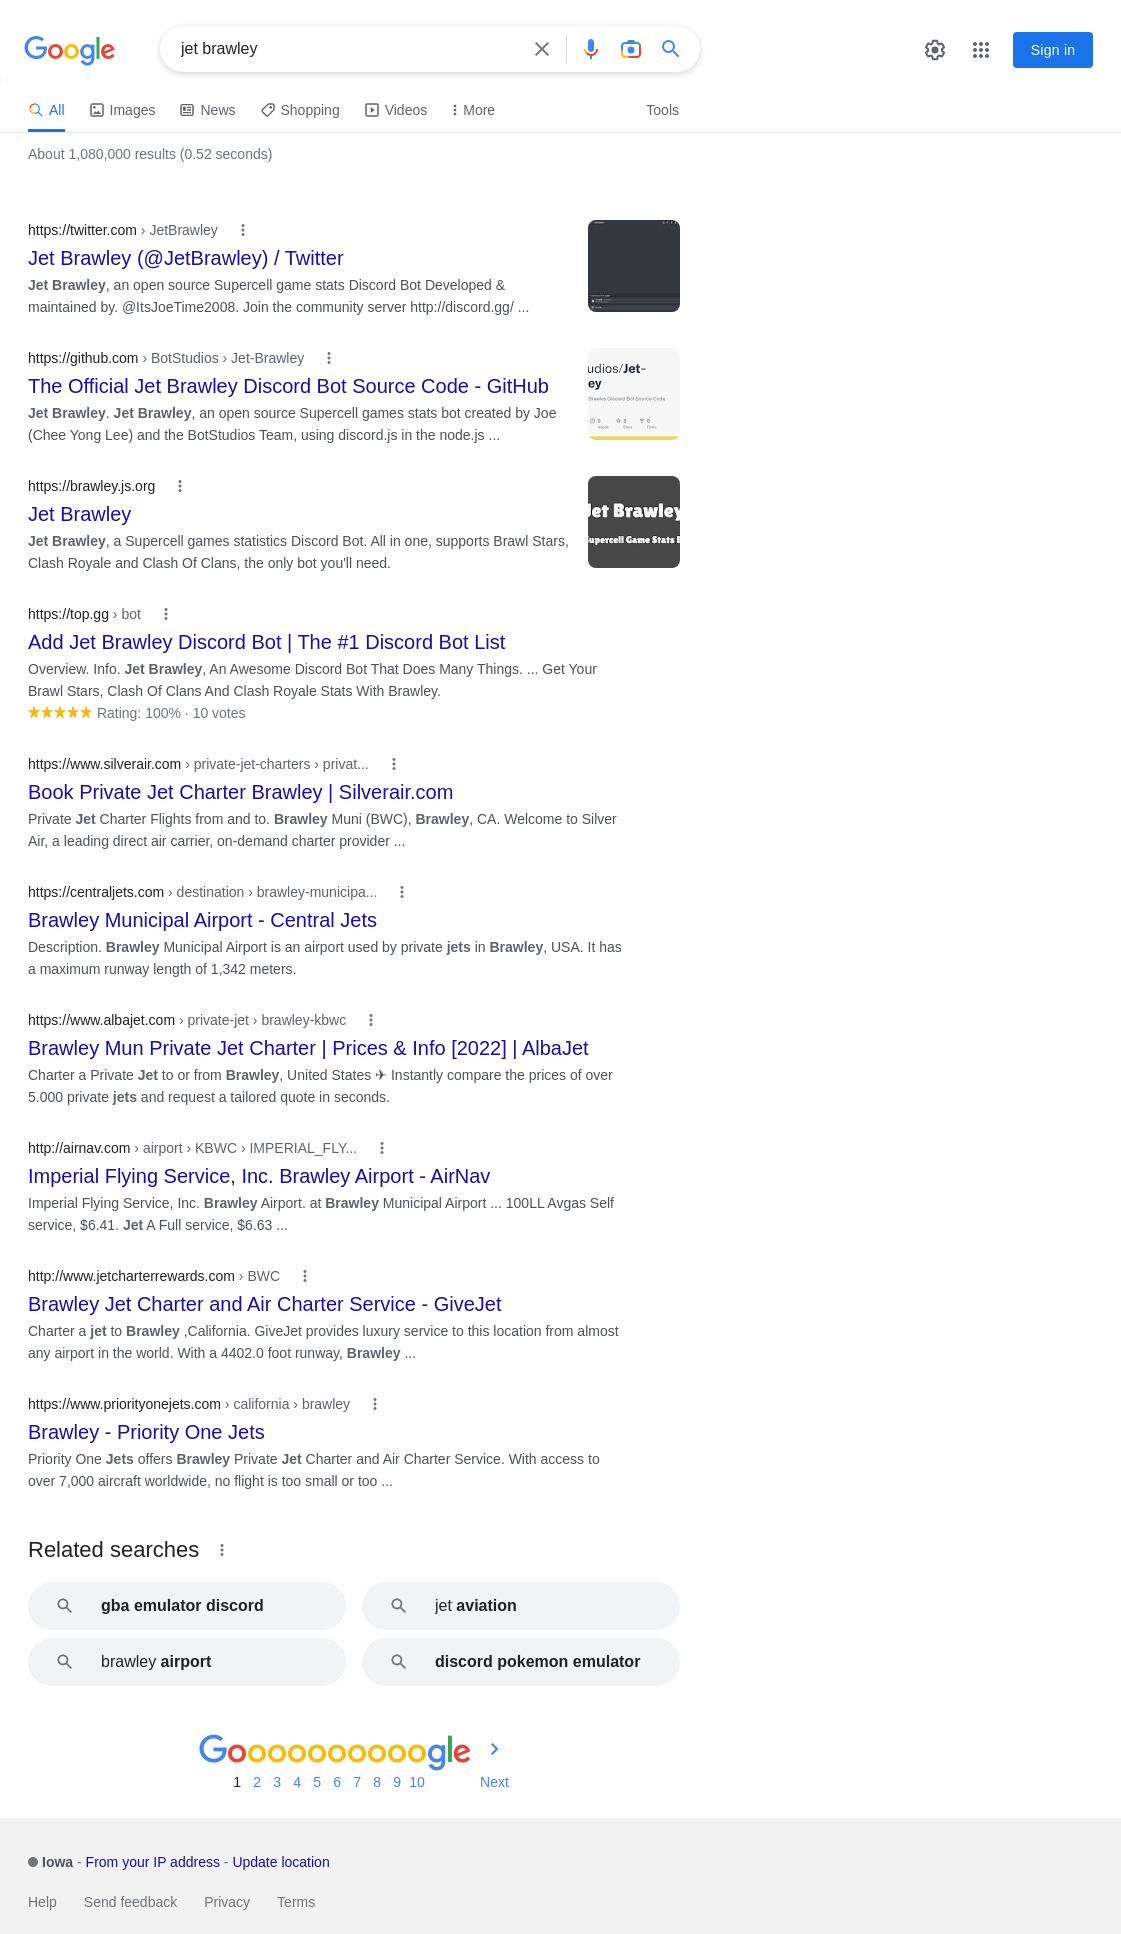 Google
jet brawley
Sign in
All
Images
News
Shopping
Videos
More
Tools
About 1,080,000 results (0.52 seconds)
https://twitter.com › JetBrawley
Jet Brawley (@JetBrawley) / Twitter
Jet Brawley, an open source Supercell game stats Discord Bot Developed &
maintained by. @ItsJoeTime2008. Join the community server http://discord.gg/ ...
https://github.com › BotStudios › Jet-Brawley
The Official Jet Brawley Discord Bot Source Code - GitHub
Jet Brawley. Jet Brawley, an open source Supercell games stats bot created by Joe
(Chee Yong Lee) and the BotStudios Team, using discord.js in the node.js ...
udios/Jet-
ey
Brawley Discord Bot Source Code
https://brawley.js.org
Jet Brawley
Jet Brawley, a Supercell games statistics Discord Bot. All in one, supports Brawl Stars,
Clash Royale and Clash Of Clans, the only bot you'll need.
Jet Brawley
Supercell Game Stats B
https://top.gg › bot
Add Jet Brawley Discord Bot | The #1 Discord Bot List
Overview. Info. Jet Brawley, An Awesome Discord Bot That Does Many Things. ... Get Your
Brawl Stars, Clash Of Clans And Clash Royale Stats With Brawley.
Rating: 100% · 10 votes
https://www.silverair.com › private-jet-charters › privat...
Book Private Jet Charter Brawley | Silverair.com
Private Jet Charter Flights from and to. Brawley Muni (BWC), Brawley, CA. Welcome to Silver
Air, a leading direct air carrier, on-demand charter provider ...
https://centraljets.com › destination › brawley-municipa...
Brawley Municipal Airport - Central Jets
Description. Brawley Municipal Airport is an airport used by private jets in Brawley, USA. It has
a maximum runway length of 1,342 meters.
https://www.albajet.com › private-jet › brawley-kbwc
Brawley Mun Private Jet Charter | Prices & Info [2022] | AlbaJet
Charter a Private Jet to or from Brawley, United States ✈ Instantly compare the prices of over
5.000 private jets and request a tailored quote in seconds.
http://airnav.com › airport › KBWC › IMPERIAL_FLY...
Imperial Flying Service, Inc. Brawley Airport - AirNav
Imperial Flying Service, Inc. Brawley Airport. at Brawley Municipal Airport ... 100LL Avgas Self
service, $6.41. Jet A Full service, $6.63 ...
http://www.jetcharterrewards.com › BWC
Brawley Jet Charter and Air Charter Service - GiveJet
Charter a jet to Brawley ,California. GiveJet provides luxury service to this location from almost
any airport in the world. With a 4402.0 foot runway, Brawley ...
https://www.priorityonejets.com › california › brawley
Brawley - Priority One Jets
Priority One Jets offers Brawley Private Jet Charter and Air Charter Service. With access to
over 7,000 aircraft worldwide, no flight is too small or too ...
Related searches
gba emulator discord
jet aviation
brawley airport
discord pokemon emulator
Goooooooooogle
1 2 3 4 5 6 7 8 9 10 Next
Iowa - From your IP address - Update location
Help Send feedback Privacy Terms